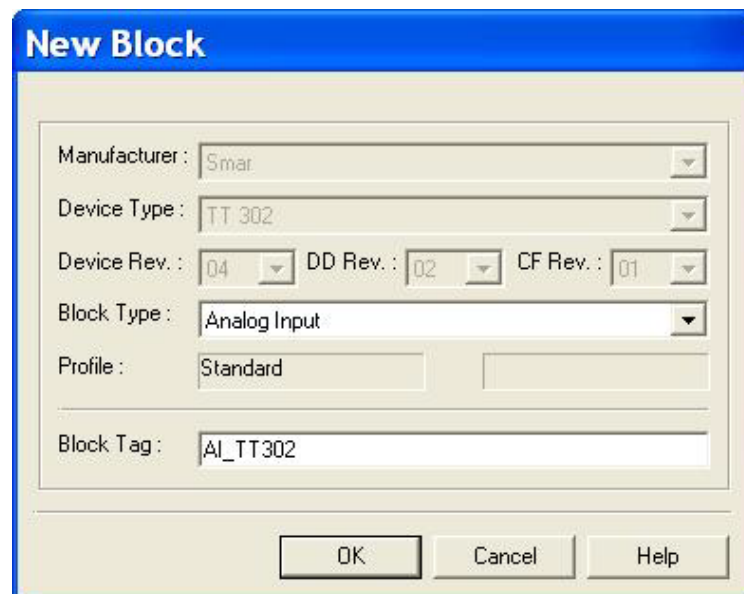 New Block
Manufacturer : Smar
Device Type : TT 302
Device Rev. : 04 DD Rev. : 02 CF Rev. : 01
Block Type : Analog Input
Profile : Standard
Block Tag : AI_TT302
OK Cancel Help